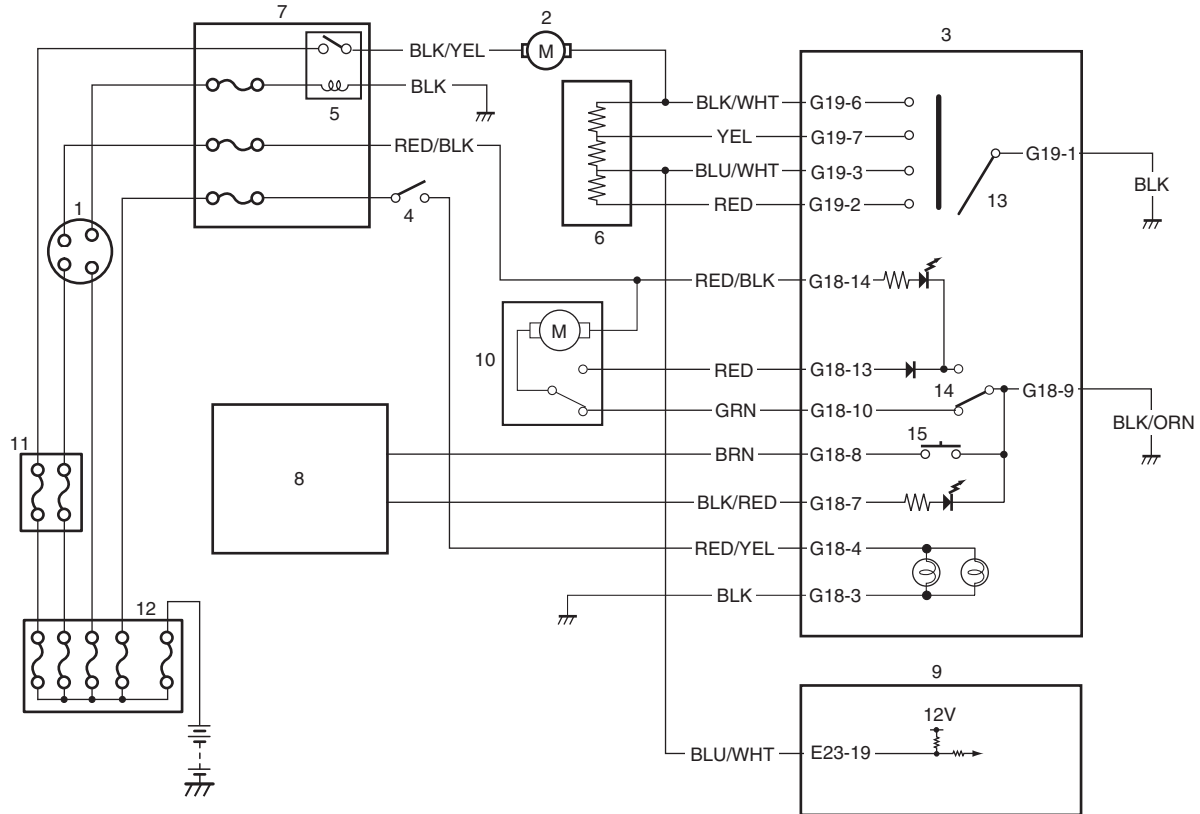 7
2
3
BLK/YEL
M
BLK
5
BLK/WHT
G19-6
YEL
G19-7
RED/BLK
BLU/WHT
G19-3
G19-1
RED
G19-2
13
BLK
4
1
6
RED/BLK
G18-14
M
10
RED
G18-13
14
G18-9
GRN
G18-10
BLK/ORN
15
11
BRN
G18-8
8
BLK/RED
G18-7
RED/YEL
G18-4
12
BLK
G18-3
9
12V
BLU/WHT
E23-19